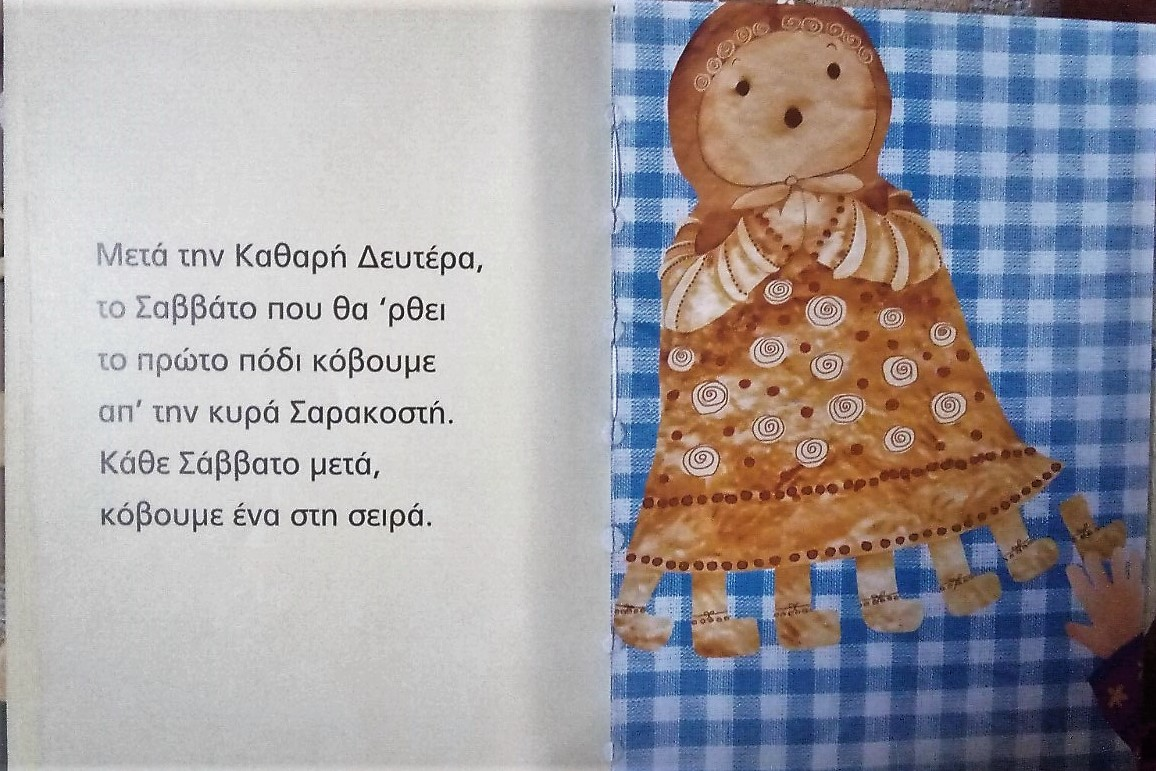 Μετά την Καθαρή Δευτέρα,
το Σαββάτο που θα ‘ρθει
το πρώτο πόδι κόβουμε
απ’ την κυρά Σαρακοστή.
Κάθε Σάββατο μετά,
κόβουμε ένα στη σειρά.